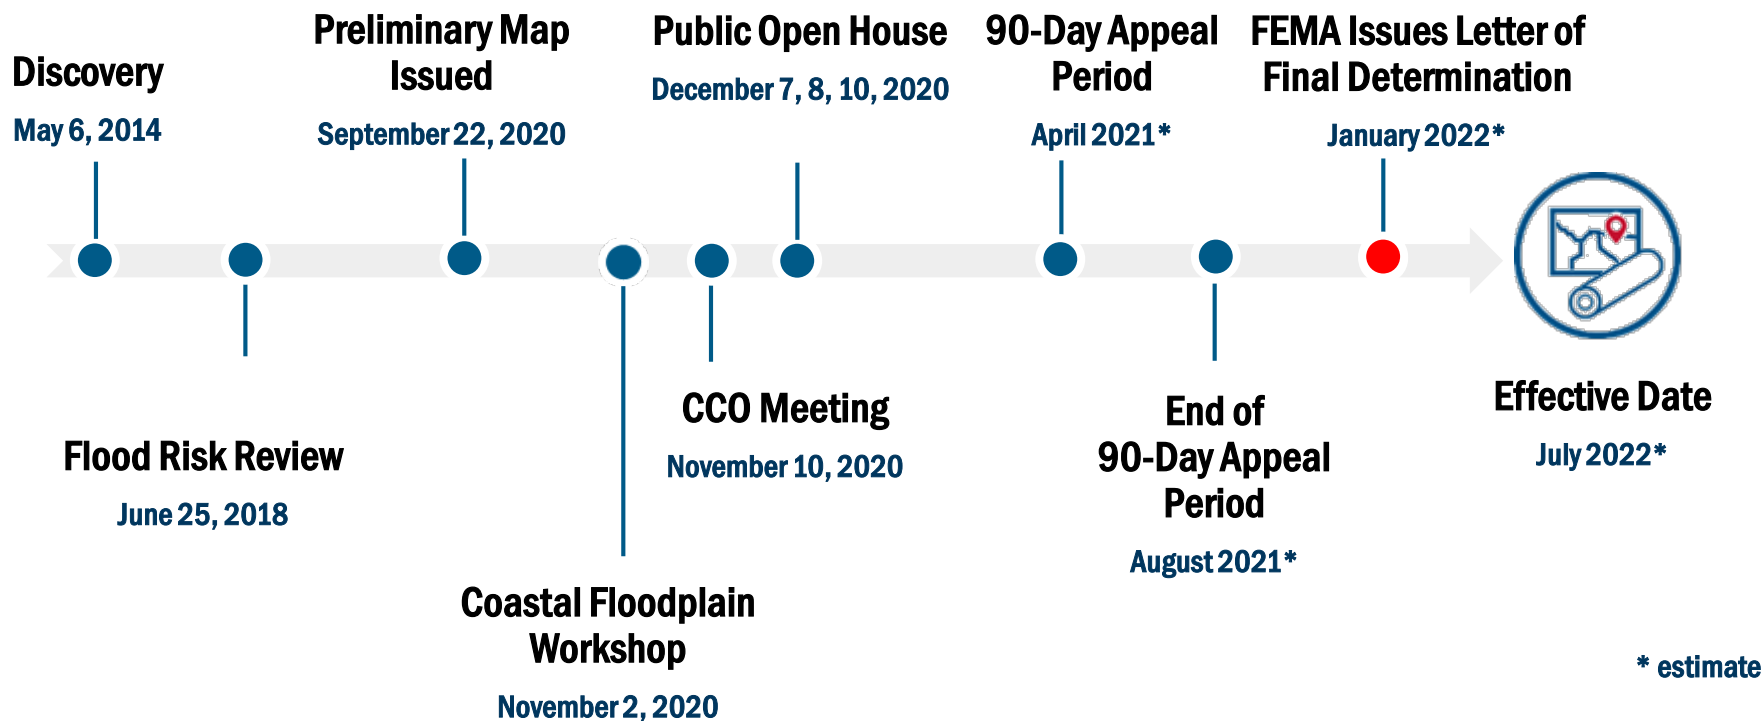 Discovery
May 6, 2014
Flood Risk Review
June 25, 2018
Preliminary Map
Issued
September 22, 2020
Coastal Floodplain
Workshop
November 2, 2020
CCO Meeting
November 10, 2020
Public Open House
December 7, 8, 10, 2020
90-Day Appeal
Period
April 2021*
End of
90-Day Appeal
Period
August 2021*
FEMA Issues Letter of
Final Determination
January 2022*
Effective Date
July 2022*
* estimate